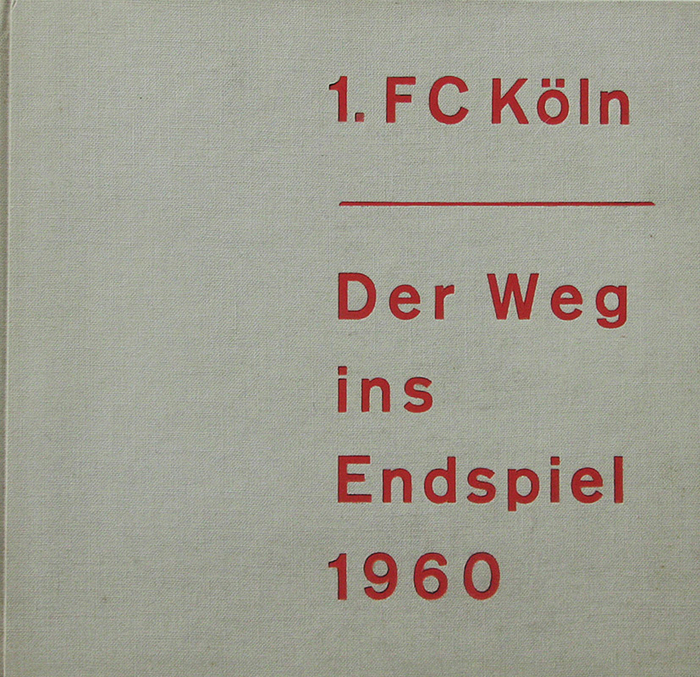 1. FC Köln
Der Weg
ins
Endspiel
1960